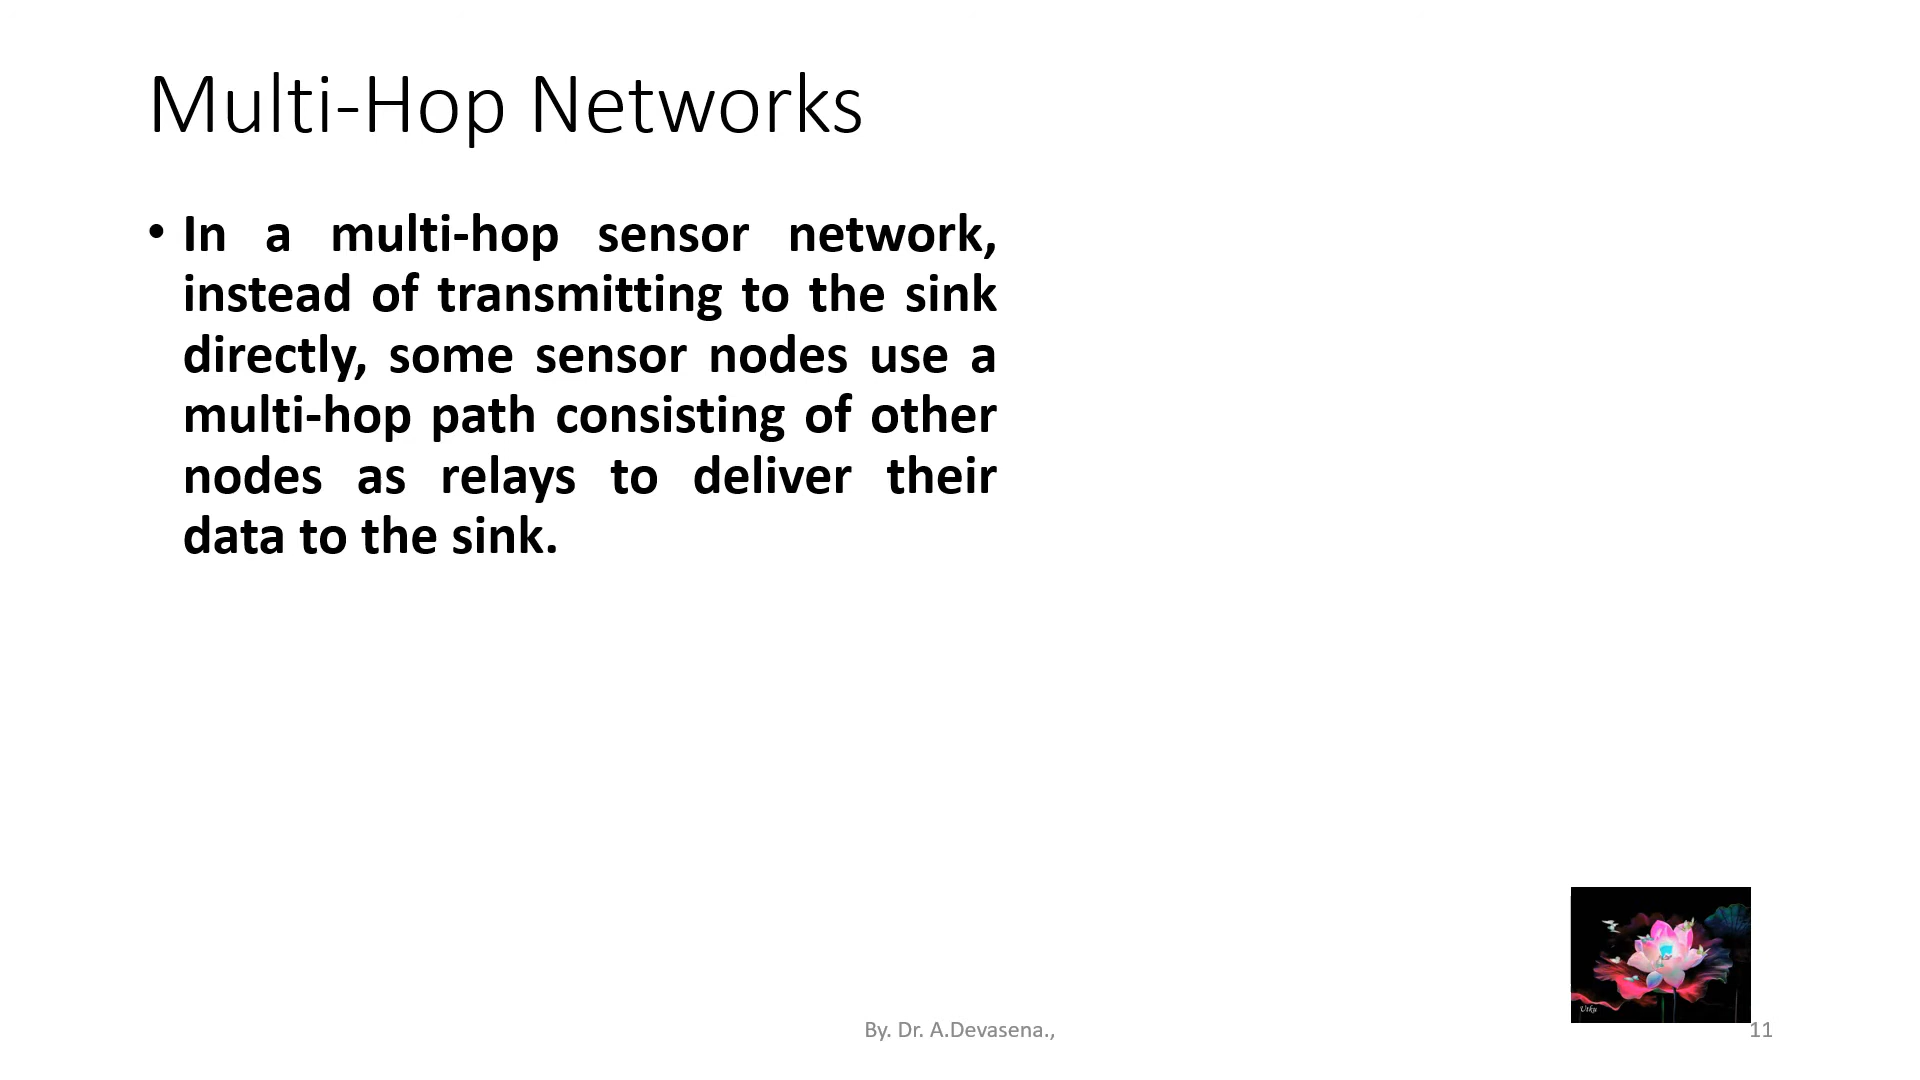 Multi-Hop Networks
• In a multi-hop sensor network,
instead of transmitting to the sink
directly, some sensor nodes use a
multi-hop path consisting of other
nodes as relays to deliver their
data to the sink.
Utku
By. Dr. A.Devasena.,
11